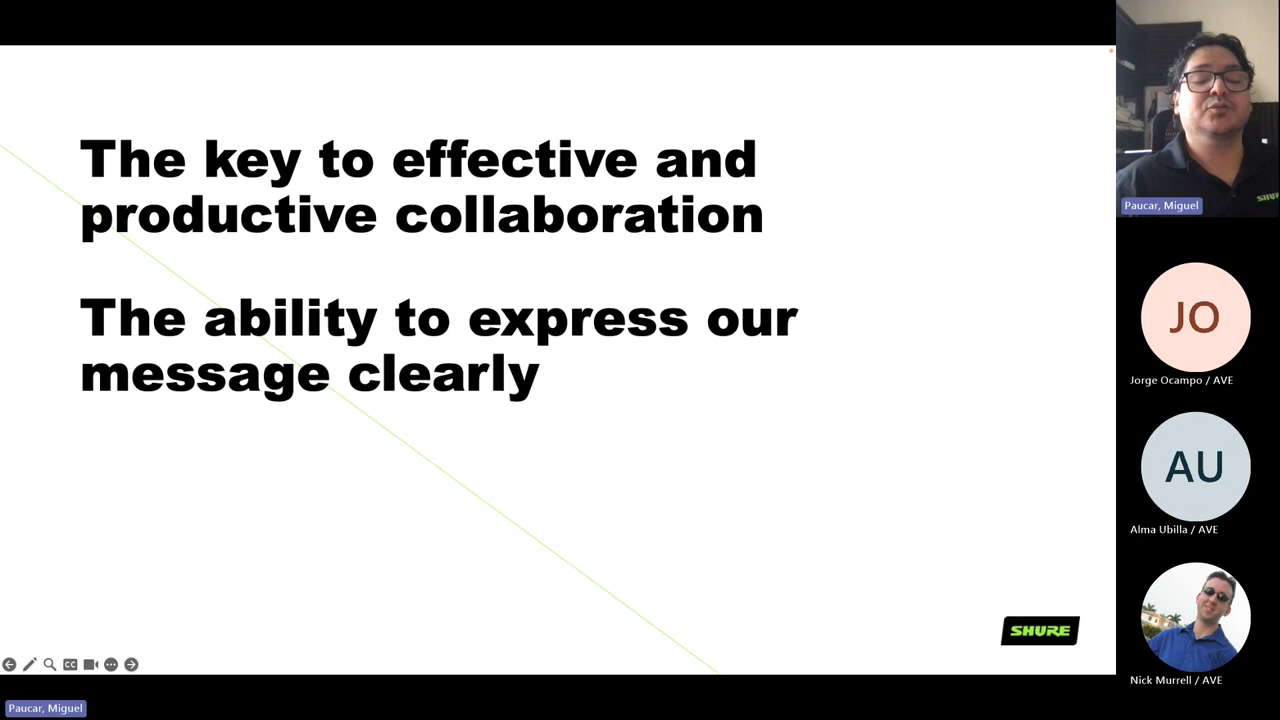 The key to effective and
productive collaboration
The ability to express our
message clearly
SHURE
Paucar, Miguel
JO
Jorge Ocampo / AVE
AU
Alma Ubilla / AVE
Nick Murrell / AVE
CC
Paucar, Miguel